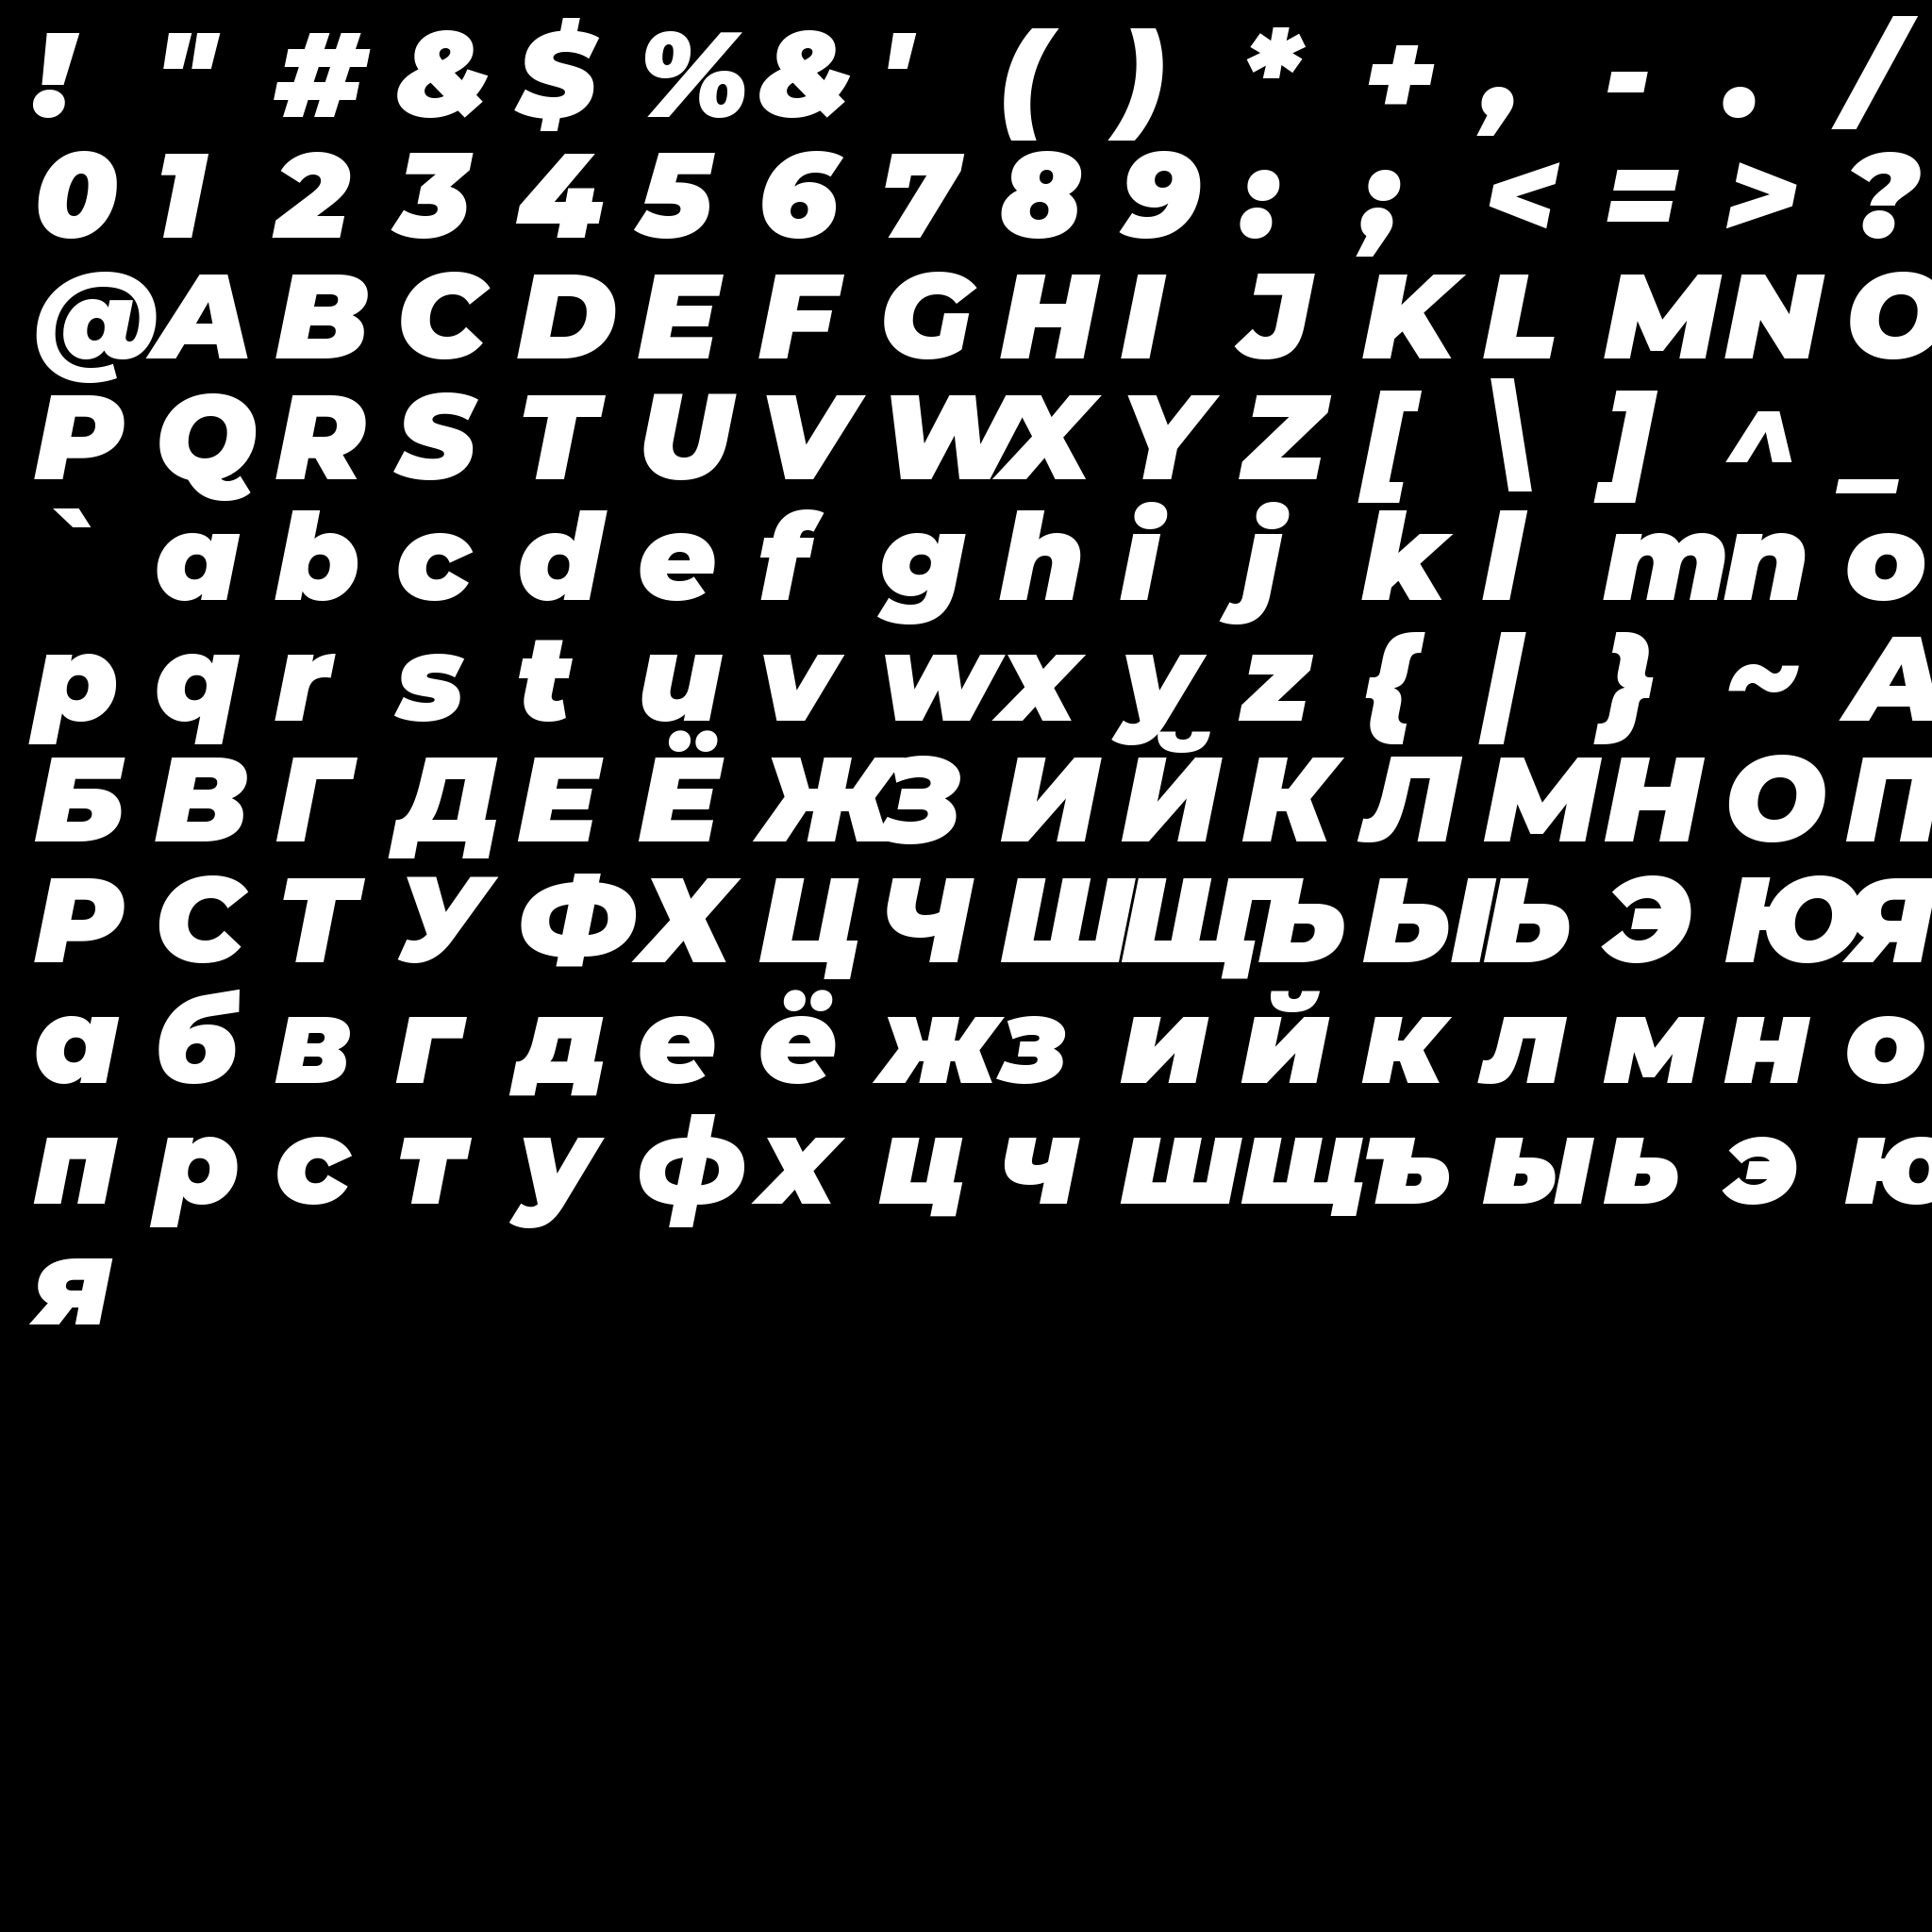 ! " # & $ % & ' ( ) * + , - . /
0 1 2 3 4 5 6 7 8 9 : ; < = > ?
@ A B C D E F G H I J K L M N O
P Q R S T U V W X Y Z [ \ ] ^ _
` a b c d e f g h i j k l m n o
p q r s t u v w x y z { | } ~ А
Б В Г Д Е Ё Ж З И Й К Л М Н О П
Р С Т У Ф Х Ц Ч Ш Щ Ъ Ы Ь Э Ю Я
а б в г д е ё ж з и й к л м н о
п р с т у ф х ц ч ш щ ъ ы ь э ю
я